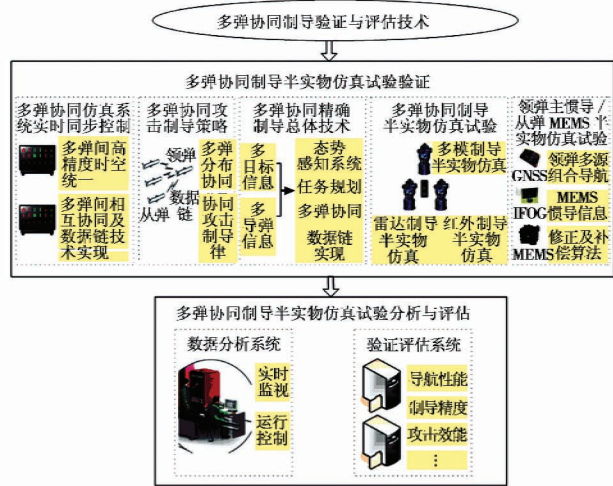 多弹协同制导验证与评估技术
多弹协同制导半实物仿真试验验证
多弹协同仿真系
统实时同步控制
多弹间高
精度时空
统一
多弹间相
互协同及
数据链技
术实现
多弹协同攻
击制导策略
领弹
数据
从弹 链
多弹
分布
协同
协同
攻击
制导
律
多弹协同精确
制导总体技术
多
目标
信息
多
导弹
信息
态势
感知系统
任务规划
多弹协同
数据链
实现
多弹协同制导
半实物仿真试验
多模制导
半实物仿真
雷达制导
半实物
仿真
红外制导
半实物
仿真
领弹主惯导/
从弹 MEMS 半
实物仿真试验
领弹多源
GNSS 组合导航
MEMS
IFOG 惯导信息
修正及补
MEMS 偿算法
多弹协同制导半实物仿真试验分析与评估
数据分析系统
实时
监视
运行
控制
验证评估系统
导航性能
制导精度
攻击效能
⋮